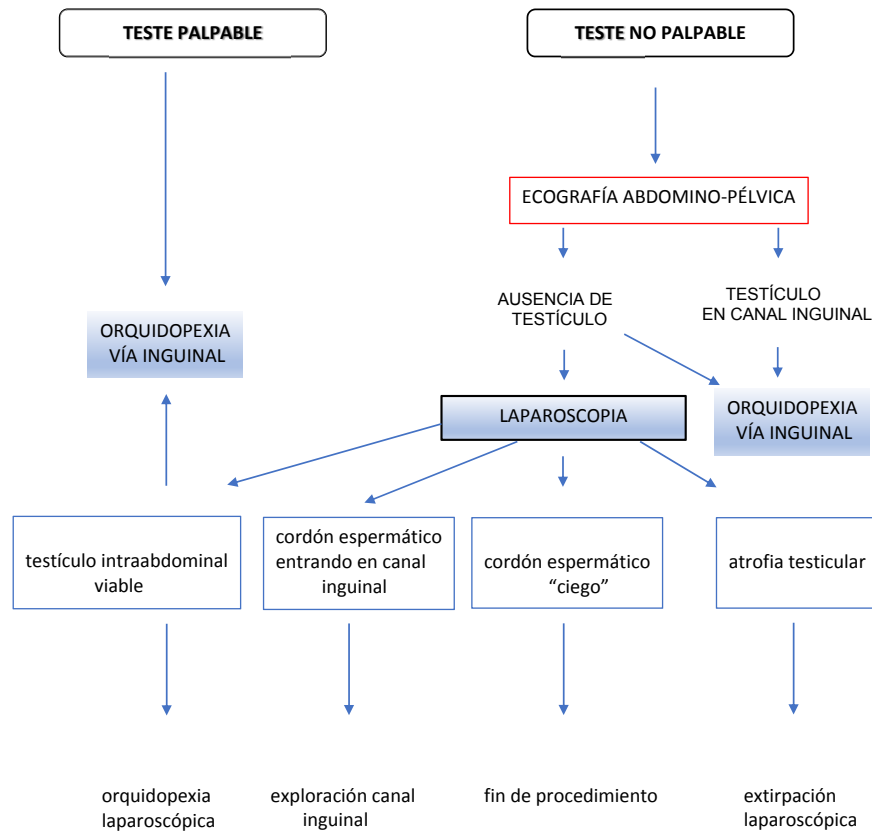 TESTE PALPABLE
TESTE NO PALPABLE
ECOGRAFÍA ABDOMINO-PÉLVICA
AUSENCIA DE
TESTÍCULO
TESTÍCULO
EN CANAL INGUINAL
ORQUIDOPEXIA
VÍA INGUINAL
LAPAROSCOPIA
ORQUIDOPEXIA
VÍA INGUINAL
testículo intraabdominal
viable
cordón espermático
entrando en canal
inguinal
cordón espermático
“ciego”
atrofia testicular
orquidopexia
laparoscópica
exploración canal
inguinal
fin de procedimiento
extirpación
laparoscópica